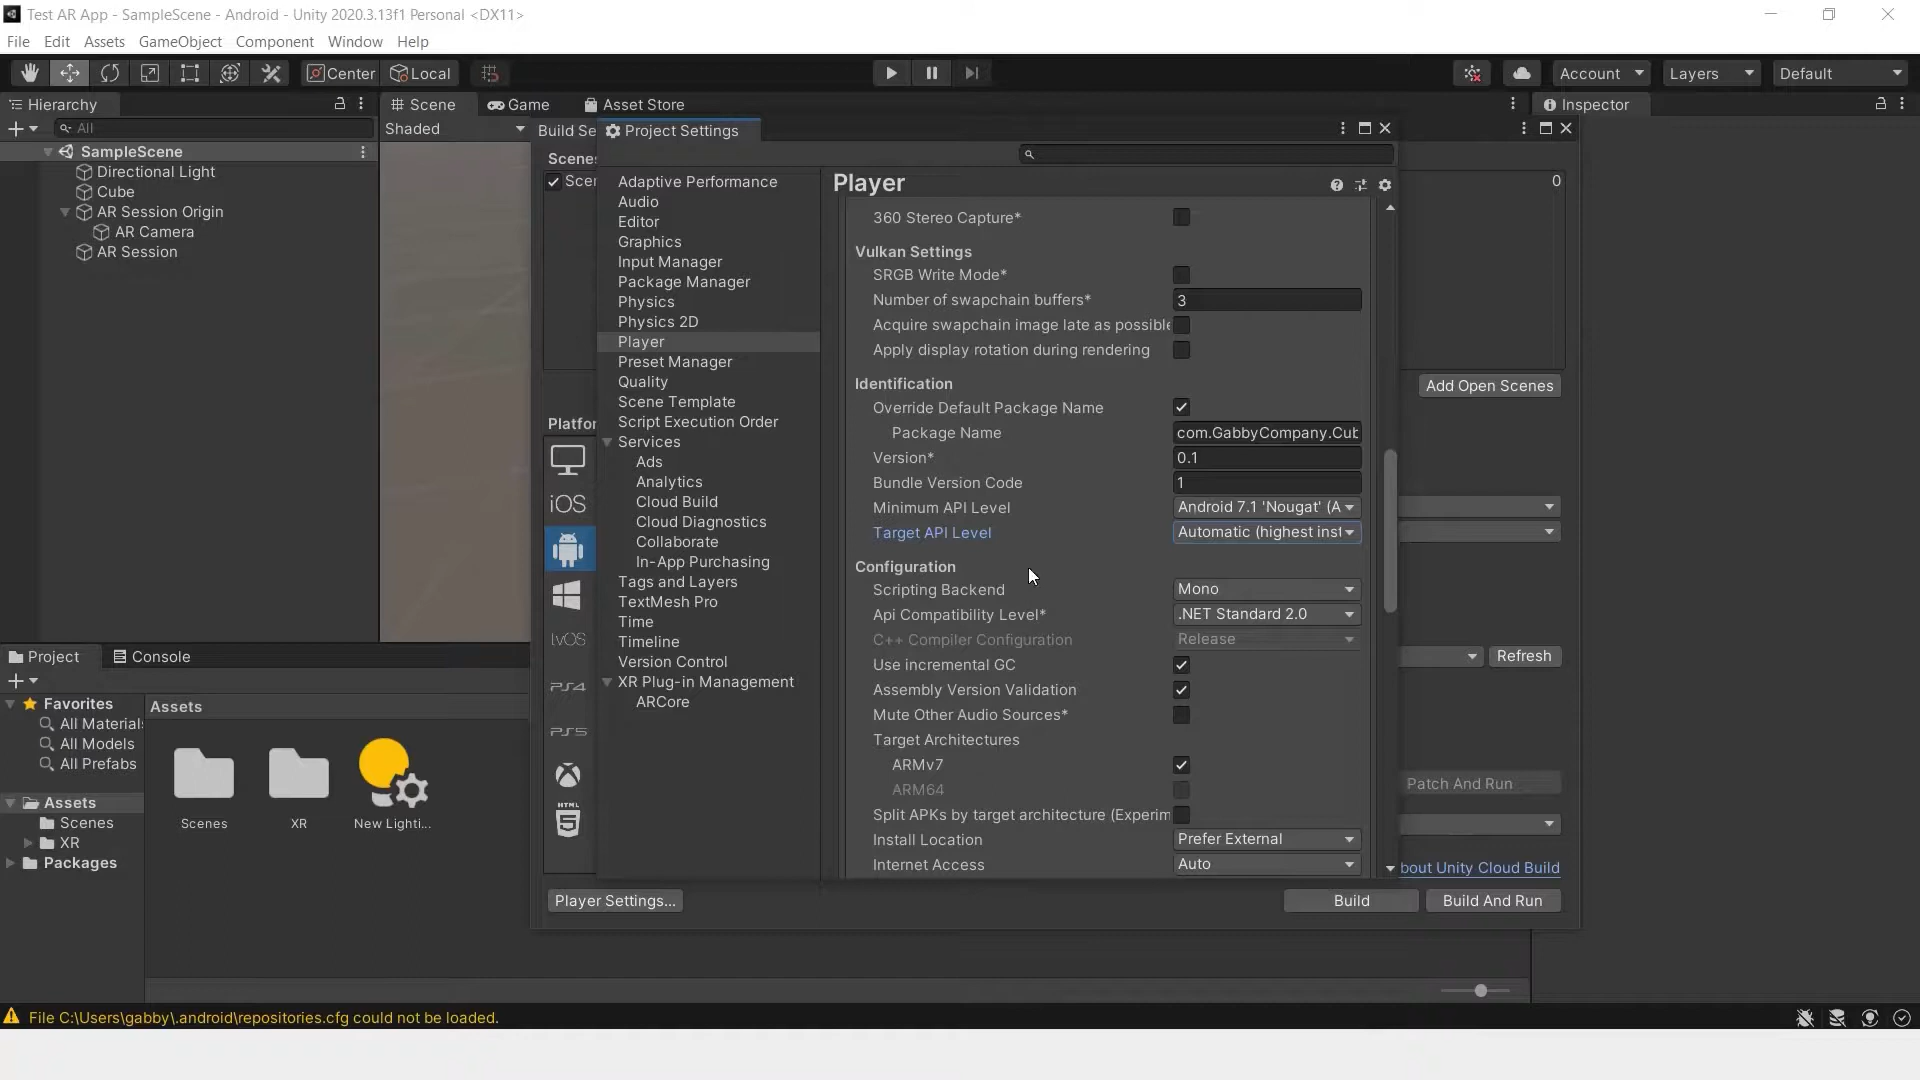 Test AR App - SampleScene - Android - Unity 2020.3.13f1 Personal <DX11>
File Edit Assets GameObject Component Window Help
Center Local Account Layers Default
Hierarchy
All
SampleScene
Directional Light
Cube
AR Session Origin
AR Camera
AR Session
Scene Game Asset Store
Shaded
Build Se
Scenes
Scer
0
Add Open Scenes
Platfor
iOS
tvOS
PS4
PS5
HTML
Refresh
Patch And Run
bout Unity Cloud Build
Player Settings...
Build
Build And Run
Project Settings
Adaptive Performance
Audio
Editor
Graphics
Input Manager
Package Manager
Physics
Physics 2D
Player
Preset Manager
Quality
Scene Template
Script Execution Order
Services
Ads
Analytics
Cloud Build
Cloud Diagnostics
Collaborate
In-App Purchasing
Tags and Layers
TextMesh Pro
Time
Timeline
Version Control
XR Plug-in Management
ARCore
Player
360 Stereo Capture*
Vulkan Settings
SRGB Write Mode*
Number of swapchain buffers* 3
Acquire swapchain image late as possible
Apply display rotation during rendering
Identification
Override Default Package Name
Package Name com.GabbyCompany.Cub
Version* 0.1
Bundle Version Code 1
Minimum API Level Android 7.1 'Nougat' (A
Target API Level Automatic (highest inst
Configuration
Scripting Backend Mono
Api Compatibility Level* .NET Standard 2.0
C++ Compiler Configuration Release
Use incremental GC
Assembly Version Validation
Mute Other Audio Sources*
Target Architectures
ARMv7
ARM64
Split APKs by target architecture (Experim
Install Location Prefer External
Internet Access Auto
Inspector
Project Console
Favorites
All Materials
All Models
All Prefabs
Assets
Scenes
XR
Packages
Assets
Scenes
XR
New Lighti...
File C:\Users\gabby\.android\repositories.cfg could not be loaded.